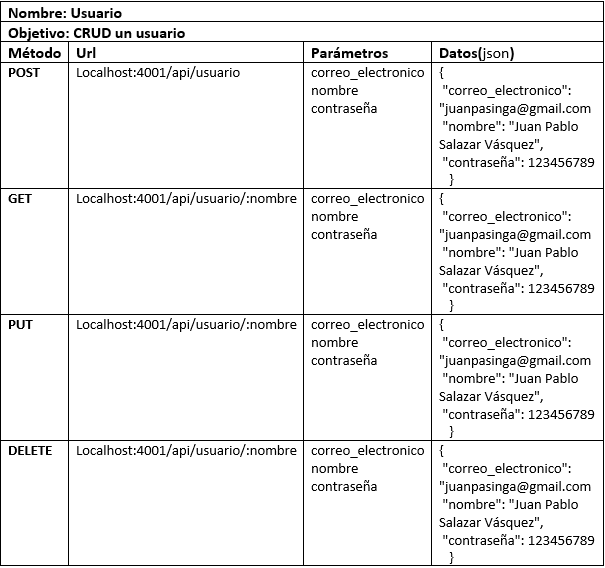 Nombre: Usuario
Objetivo: CRUD un usuario
Método Url Parámetros Datos(json)
POST Localhost:4001/api/usuario correo_electronico {
nombre "correo_electronico":
contraseña "juanpasinga@gmail.com
"nombre": "Juan Pablo
Salazar Vásquez",
"contraseña": 123456789
}
GET Localhost:4001/api/usuario/:nombre correo_electronico {
nombre "correo_electronico":
contraseña "juanpasinga@gmail.com
"nombre": "Juan Pablo
Salazar Vásquez",
"contraseña": 123456789
}
PUT Localhost:4001/api/usuario/:nombre correo_electronico {
nombre "correo_electronico":
contraseña "juanpasinga@gmail.com
"nombre": "Juan Pablo
Salazar Vásquez",
"contraseña": 123456789
}
DELETE Localhost:4001/api/usuario/:nombre correo_electronico {
nombre "correo_electronico":
contraseña "juanpasinga@gmail.com
"nombre": "Juan Pablo
Salazar Vásquez",
"contraseña": 123456789
}